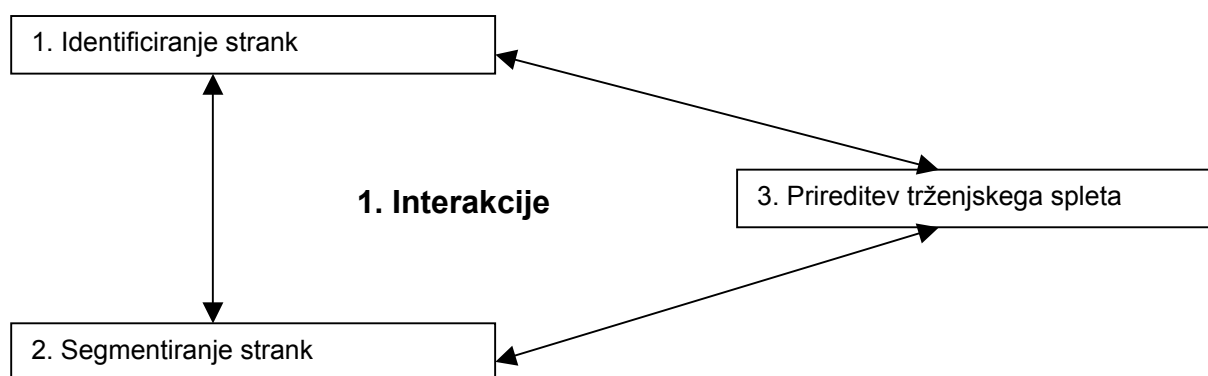 1. Identificiranje strank
1. Interakcije
3. Prireditev trženjskega spleta
2. Segmentiranje strank